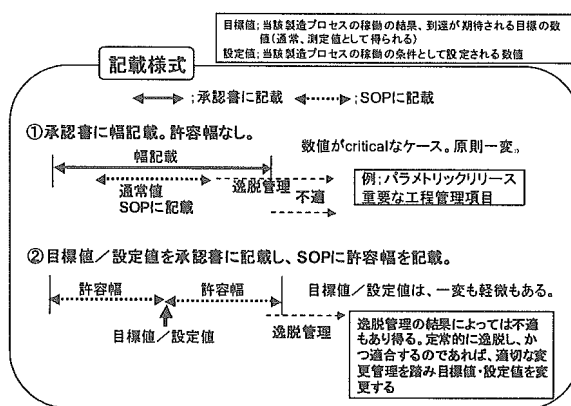 目標値;当該製造プロセスの稼働の結果、到達が期待される目標の数
値(通常、測定値として得られる)
設定値;当該製造プロセスの稼働の条件として設定される数値
記載様式
;承認書に記載
;SOPに記載
①承認書に幅記載。許容幅なし。
幅記載
数値がcriticalなケース。原則一変。
通常値
SOPに記載
逸脱管理
不適
例;パラメトリックリリース
重要な工程管理項目
②目標値/設定値を承認書に記載し、SOPに許容幅を記載。
許容幅
許容幅
目標値/設定値は、一変も軽微もある。
目標値/設定値
逸脱管理
逸脱管理の結果によっては不適
もあり得る。定常的に逸脱し、か
つ適合するのであれば、適切な変
更管理を踏み目標値・設定値を変
更する